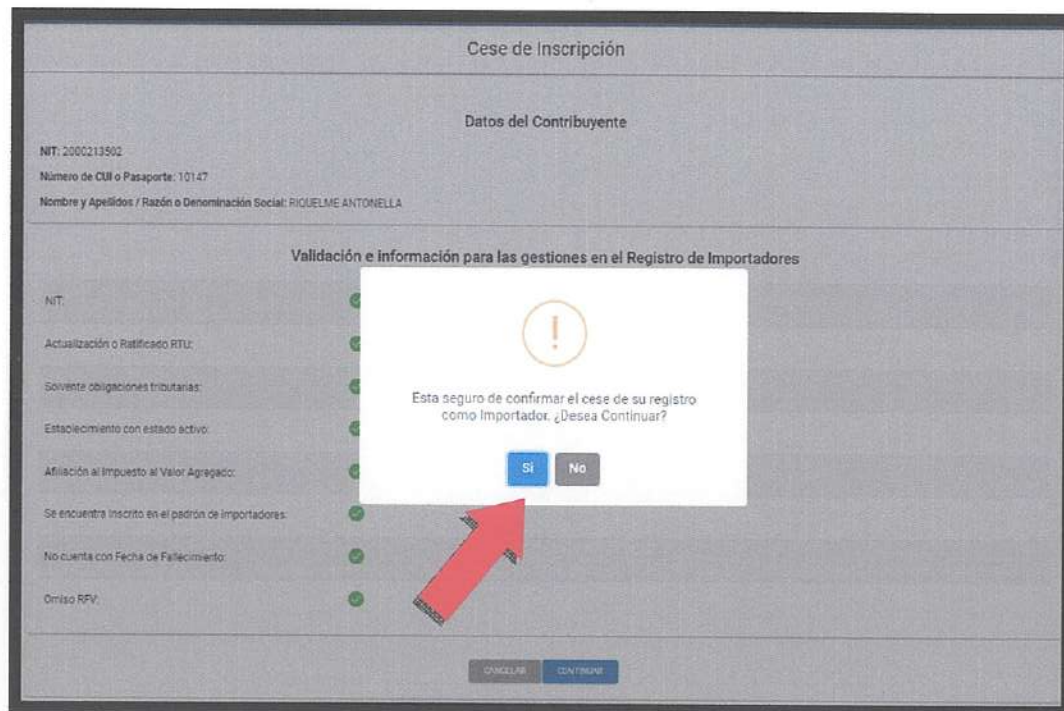 Cese de Inscripción
Datos del Contribuyente
NIT: 2000213502
Número de CUI o Pasaporte: 10147
Nombre y Apellidos / Razón o Denominación Social: RIQUELME ANTONELLA
Validación e información para las gestiones en el Registro de Importadores
NIT:
Actualización o Ratificado RTU:
Solvente obligaciones tributarias:
Establecimiento con estado activo:
Afiliación al Impuesto al Valor Agregado:
Se encuentra Inscrito en el padrón de importadores:
No cuenta con Fecha de Fallecimiento:
Omiso RFV:
!
Esta seguro de confirmar el cese de su registro
como Importador. ¿Desea Continuar?
Si No
CANCELAR CONTINUAR